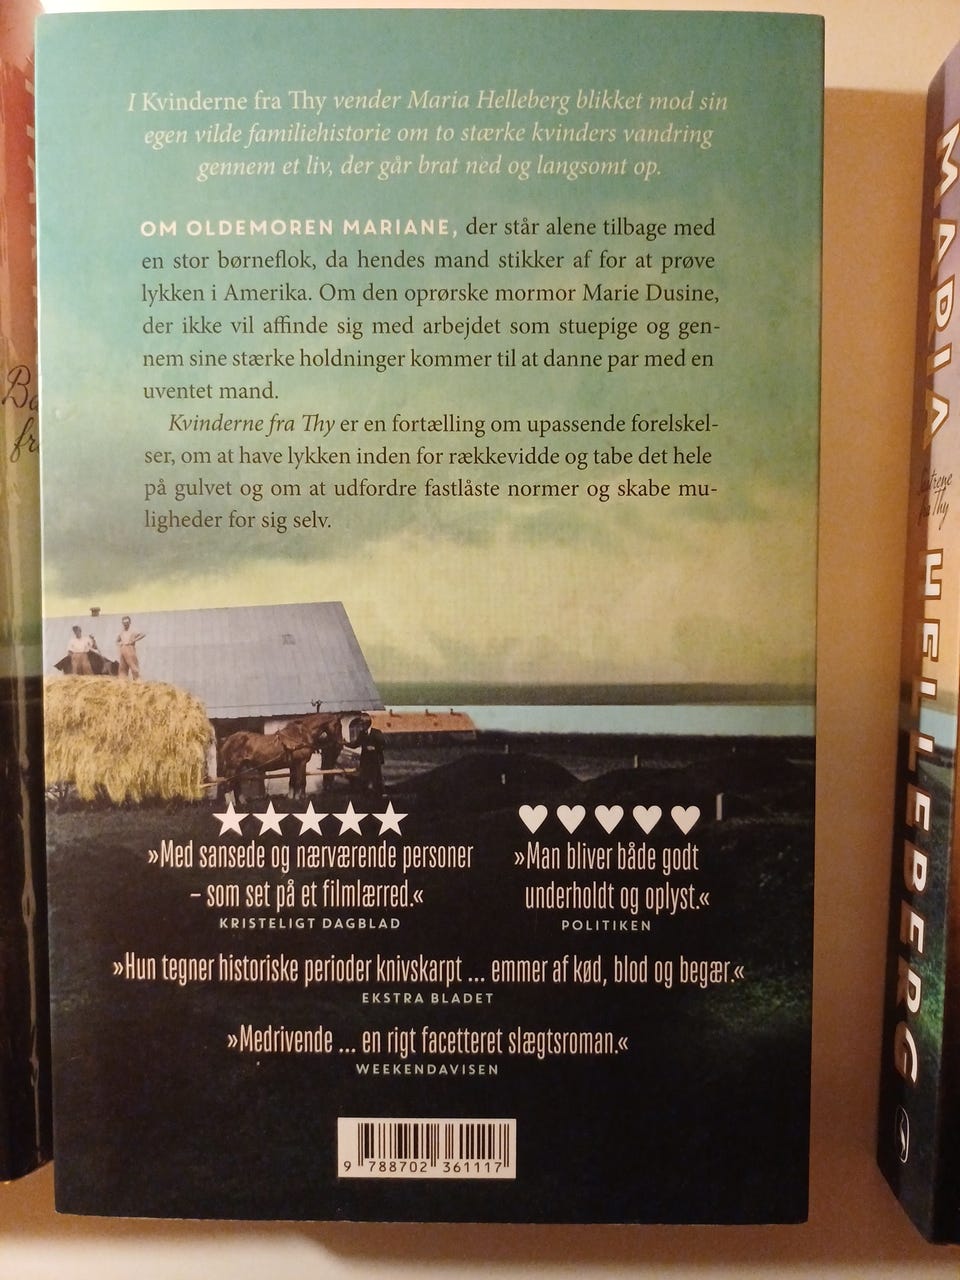 I Kvinderne fra Thy vender Maria Helleberg blikket mod sin
egen vilde familiehistorie om to stærke kvinders vandring
gennem et liv, der går brat ned og langsomt op.
OM OLDEMOREN MARIANE, der står alene tilbage med
en stor børneflok, da hendes mand stikker af for at prøve
lykken i Amerika. Om den oprørske mormor Marie Dusine,
der ikke vil affinde sig med arbejdet som stuepige og gen-
nem sine stærke holdninger kommer til at danne par med en
uventet mand.
Kvinderne fra Thy er en fortælling om upassende forelskel-
ser, om at have lykken inden for rækkevidde og tabe det hele
på gulvet og om at udfordre fastlåste normer og skabe mu-
ligheder for sig selv.
»Med sansede og nærværende personer
– som set på et filmlærred.«
KRISTELIGT DAGBLAD
»Man bliver både godt
underholdt og oplyst.«
POLITIKEN
»Hun tegner historiske perioder knivskarpt ... emmer af kød, blod og begær.«
EKSTRA BLADET
»Medrivende ... en rigt facetteret slægtsroman.«
WEEKENDAVISEN
9 788702 361117
MARIA HELLEBERG
fra Thy